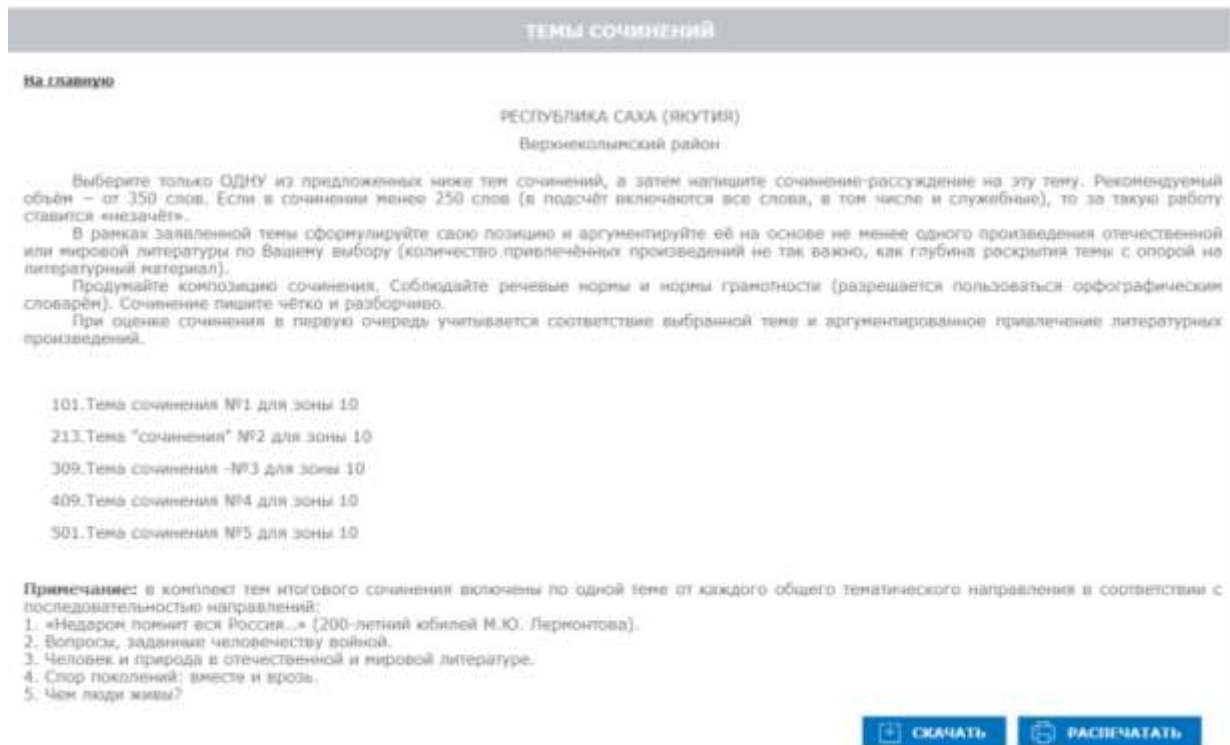 ТЕМЫ СОЧИНЕНИЙ
На главную
РЕСПУБЛИКА САХА (ЯКУТИЯ)
Верхнеколымский район
Выберите только ОДНУ из предложенных ниже тем сочинений, а затем напишите сочинение-рассуждение на эту тему. Рекомендуемый
объём – от 350 слов. Если в сочинении менее 250 слов (в подсчёт включаются все слова, в том числе и служебные), то за такую работу
ставится «незачёт».
В рамках заявленной темы сформулируйте свою позицию и аргументируйте её на основе не менее одного произведения отечественной
или мировой литературы по Вашему выбору (количество привлечённых произведений не так важно, как глубина раскрытия темы с опорой на
литературный материал).
Продумайте композицию сочинения. Соблюдайте речевые нормы и нормы грамотности (разрешается пользоваться орфографическим
словарём). Сочинение пишите чётко и разборчиво.
При оценке сочинения в первую очередь учитывается соответствие выбранной теме и аргументированное привлечение литературных
произведений.
101.Тема сочинения №1 для зоны 10
213.Тема "сочинения" №2 для зоны 10
309.Тема сочинения -№3 для зоны 10
409.Тема сочинения №4 для зоны 10
501.Тема сочинения №5 для зоны 10
Примечание: в комплект тем итогового сочинения включены по одной теме от каждого общего тематического направления в соответствии с
последовательностью направлений:
1. «Недаром помнит вся Россия…» (200-летний юбилей М.Ю. Лермонтова).
2. Вопросы, заданные человечеству войной.
3. Человек и природа в отечественной и мировой литературе.
4. Спор поколений: вместе и врозь.
5. Чем люди живы?
СКАЧАТЬ РАСПЕЧАТАТЬ